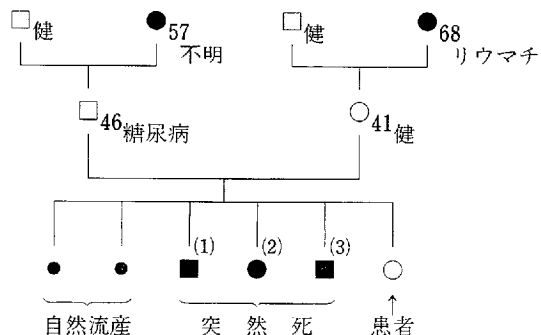 健 57 健 68
不明 リウマチ
46 糖尿病 41 健
(1) (2) (3)
自然流産 突然死 患者